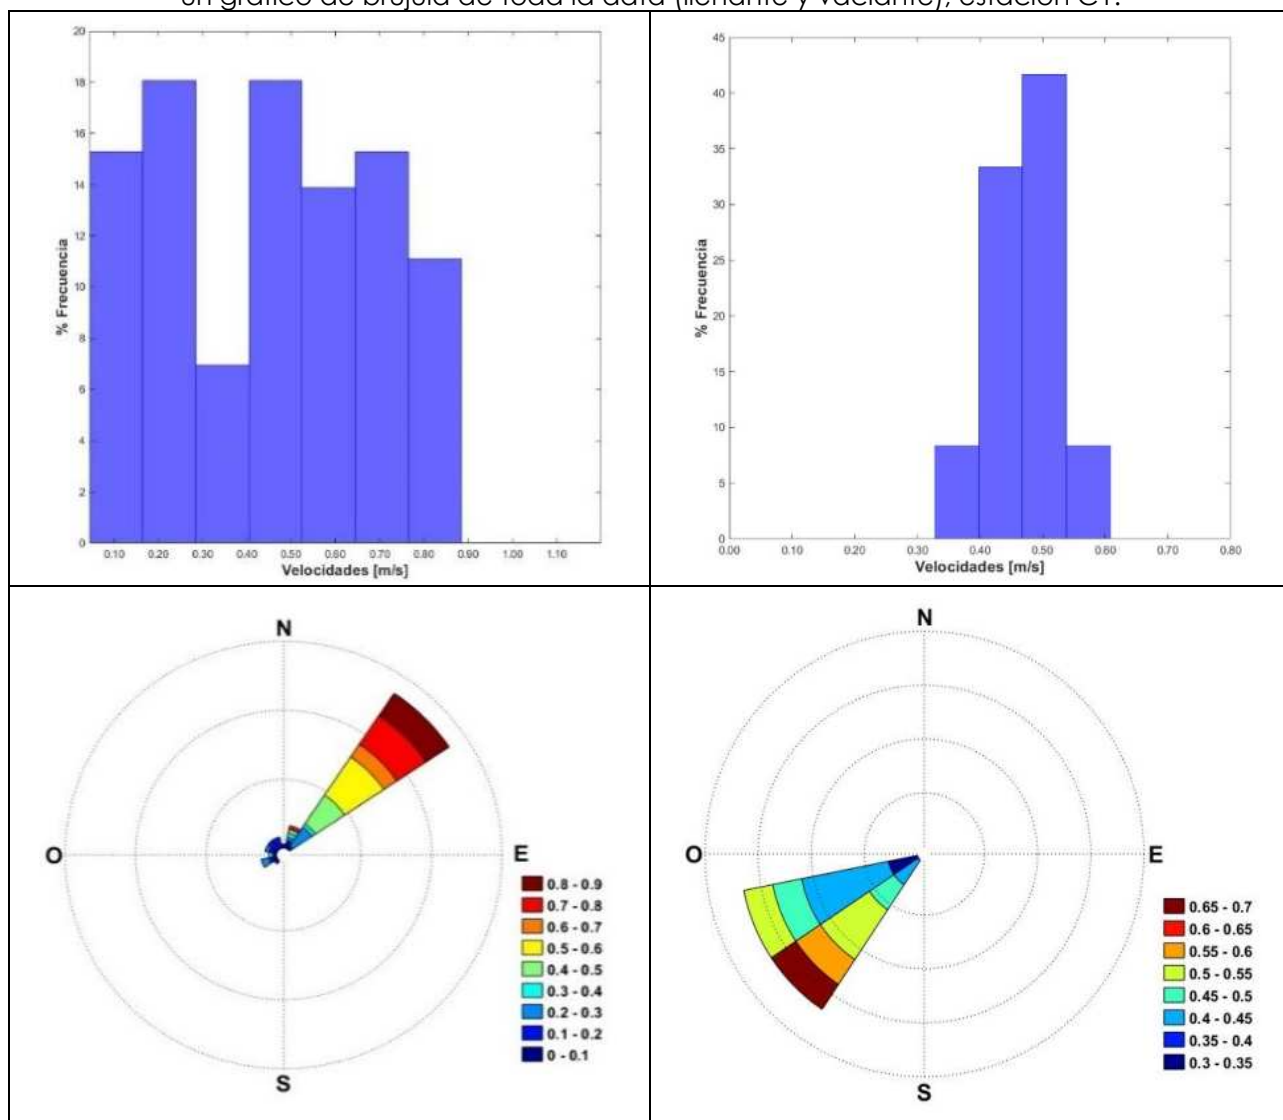 un gráfico de brújula de toda la data (llenante y vaciante), estación C1.
20
18
16
14
12
10
8
6
4
2
0
% Frecuencia
0.10 0.20 0.30 0.40 0.50 0.60 0.70 0.80 0.90 1.00 1.10
Velocidades [m/s]
45
40
35
30
25
20
15
10
5
0
% Frecuencia
0.00 0.10 0.20 0.30 0.40 0.50 0.60 0.70 0.80
Velocidades [m/s]
N
O
E
S
0.8 - 0.9
0.7 - 0.8
0.6 - 0.7
0.5 - 0.6
0.4 - 0.5
0.3 - 0.4
0.2 - 0.3
0.1 - 0.2
0 - 0.1
N
O
E
S
0.65 - 0.7
0.6 - 0.65
0.55 - 0.6
0.5 - 0.55
0.45 - 0.5
0.4 - 0.45
0.35 - 0.4
0.3 - 0.35